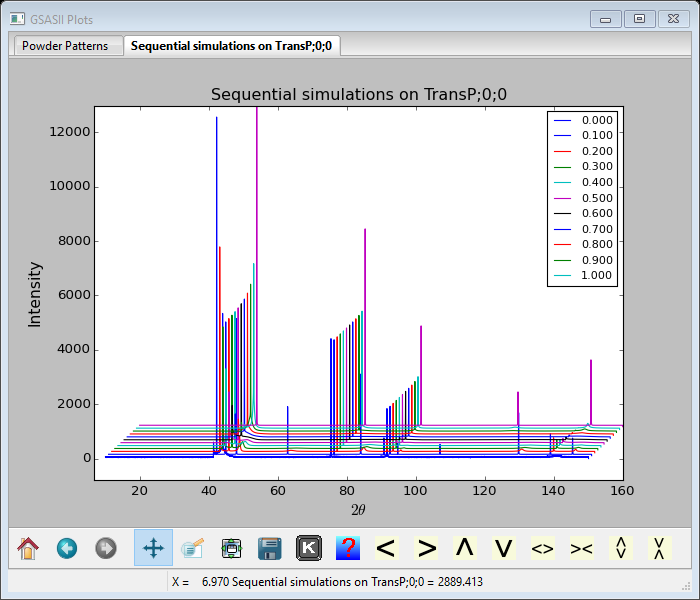 GSASII Plots
Powder Patterns
Sequential simulations on TransP;0;0
Sequential simulations on TransP;0;0
Intensity
12000
10000
8000
6000
4000
2000
0
0.000
0.100
0.200
0.300
0.400
0.500
0.600
0.700
0.800
0.900
1.000
20 40 60 80 100 120 140 160
2θ
K ? < > Λ V <> >< 
X = 6.970 Sequential simulations on TransP;0;0 = 2889.413